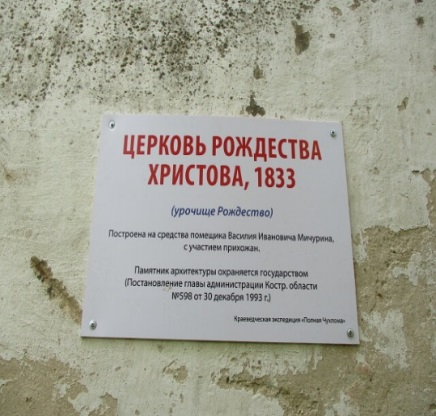 ЦЕРКОВЬ РОЖДЕСТВА
ХРИСТОВА, 1833
(урочище Рождество)
Построена на средства помещика Василия Ивановича Мичурина,
с участием прихожан.
Памятник архитектуры охраняется государством
(Постановление главы администрации Костр. области
№598 от 30 декабря 1993 г.)
Краеведческая экспедиция «Полная Чухлома»